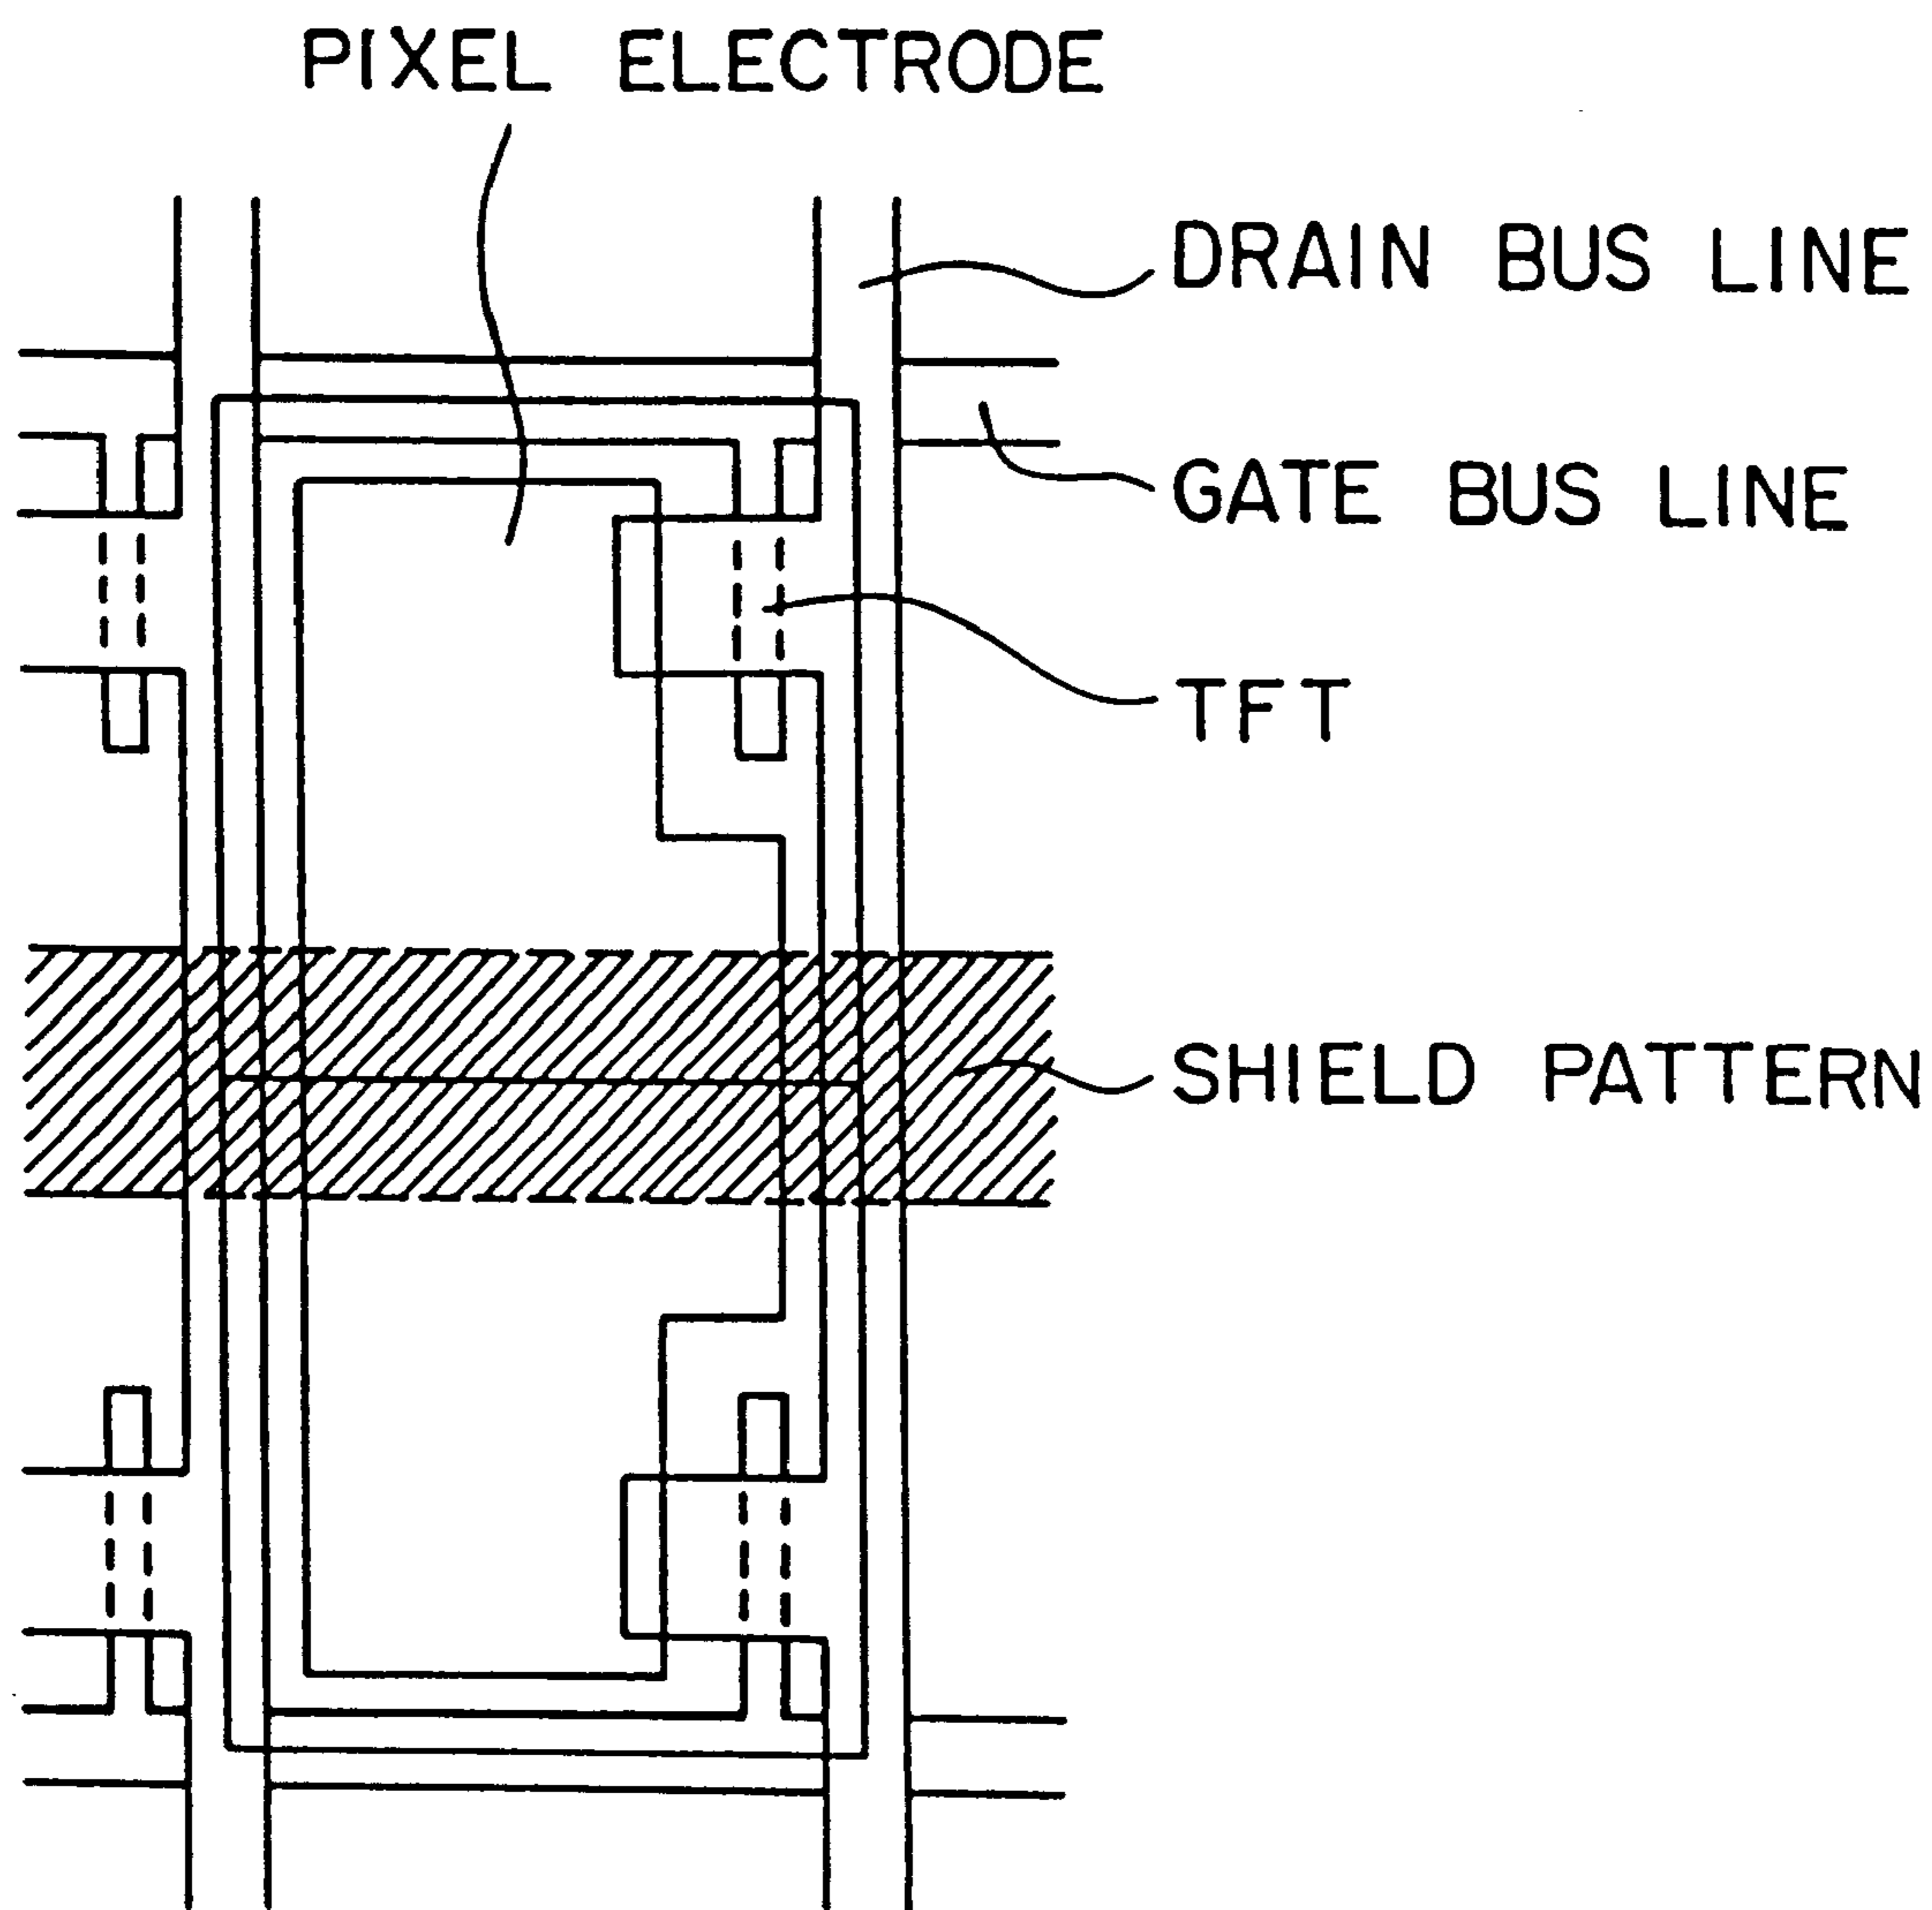 PIXEL ELECTRODE
DRAIN BUS LINE
GATE BUS LINE
TFT
SHIELD PATTERN